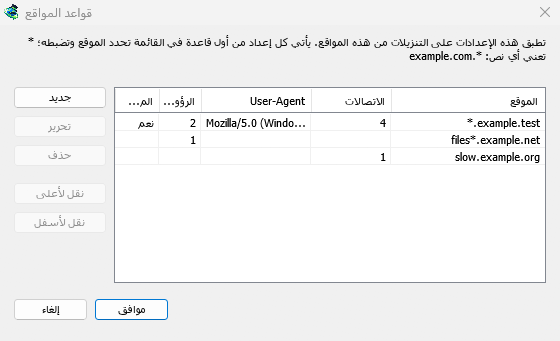 قواعد المواقع
تطبق هذه الإعدادات على التنزيلات من هذه المواقع. يأتي كل إعداد من أول قاعدة في القائمة تحدد الموقع وتضبطه؛ *
تعني أي نص: *.example.com
الموقع الاتصالات User-Agent الرؤو... الم...
*.example.test 4 Mozilla/5.0 (Windo... 2 نعم
files*.example.net 1
slow.example.org 1
جديد
تحرير
حذف
نقل لأعلى
نقل لأسفل
موافق
إلغاء